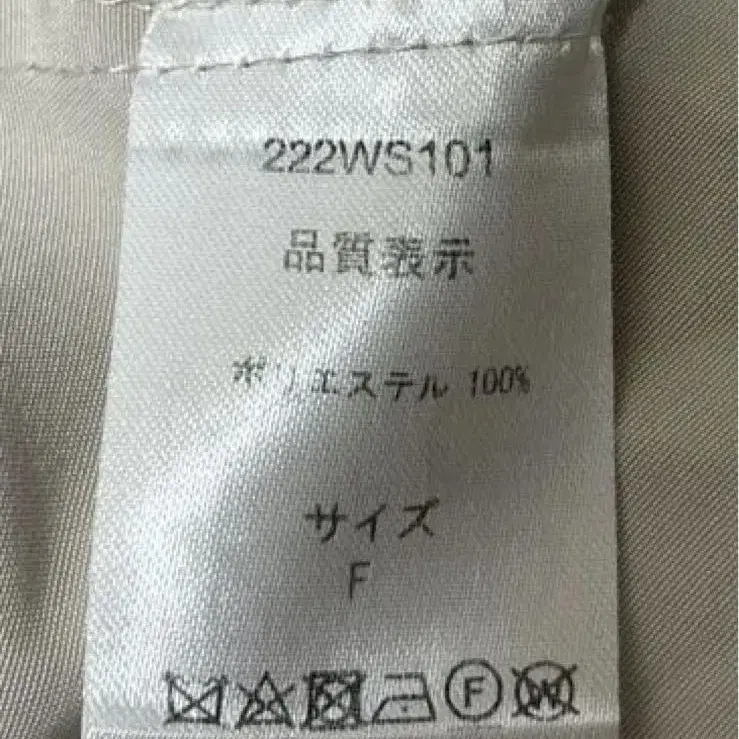 222WS101
品質表示
ポリエステル 100%
サイズ
F
F W